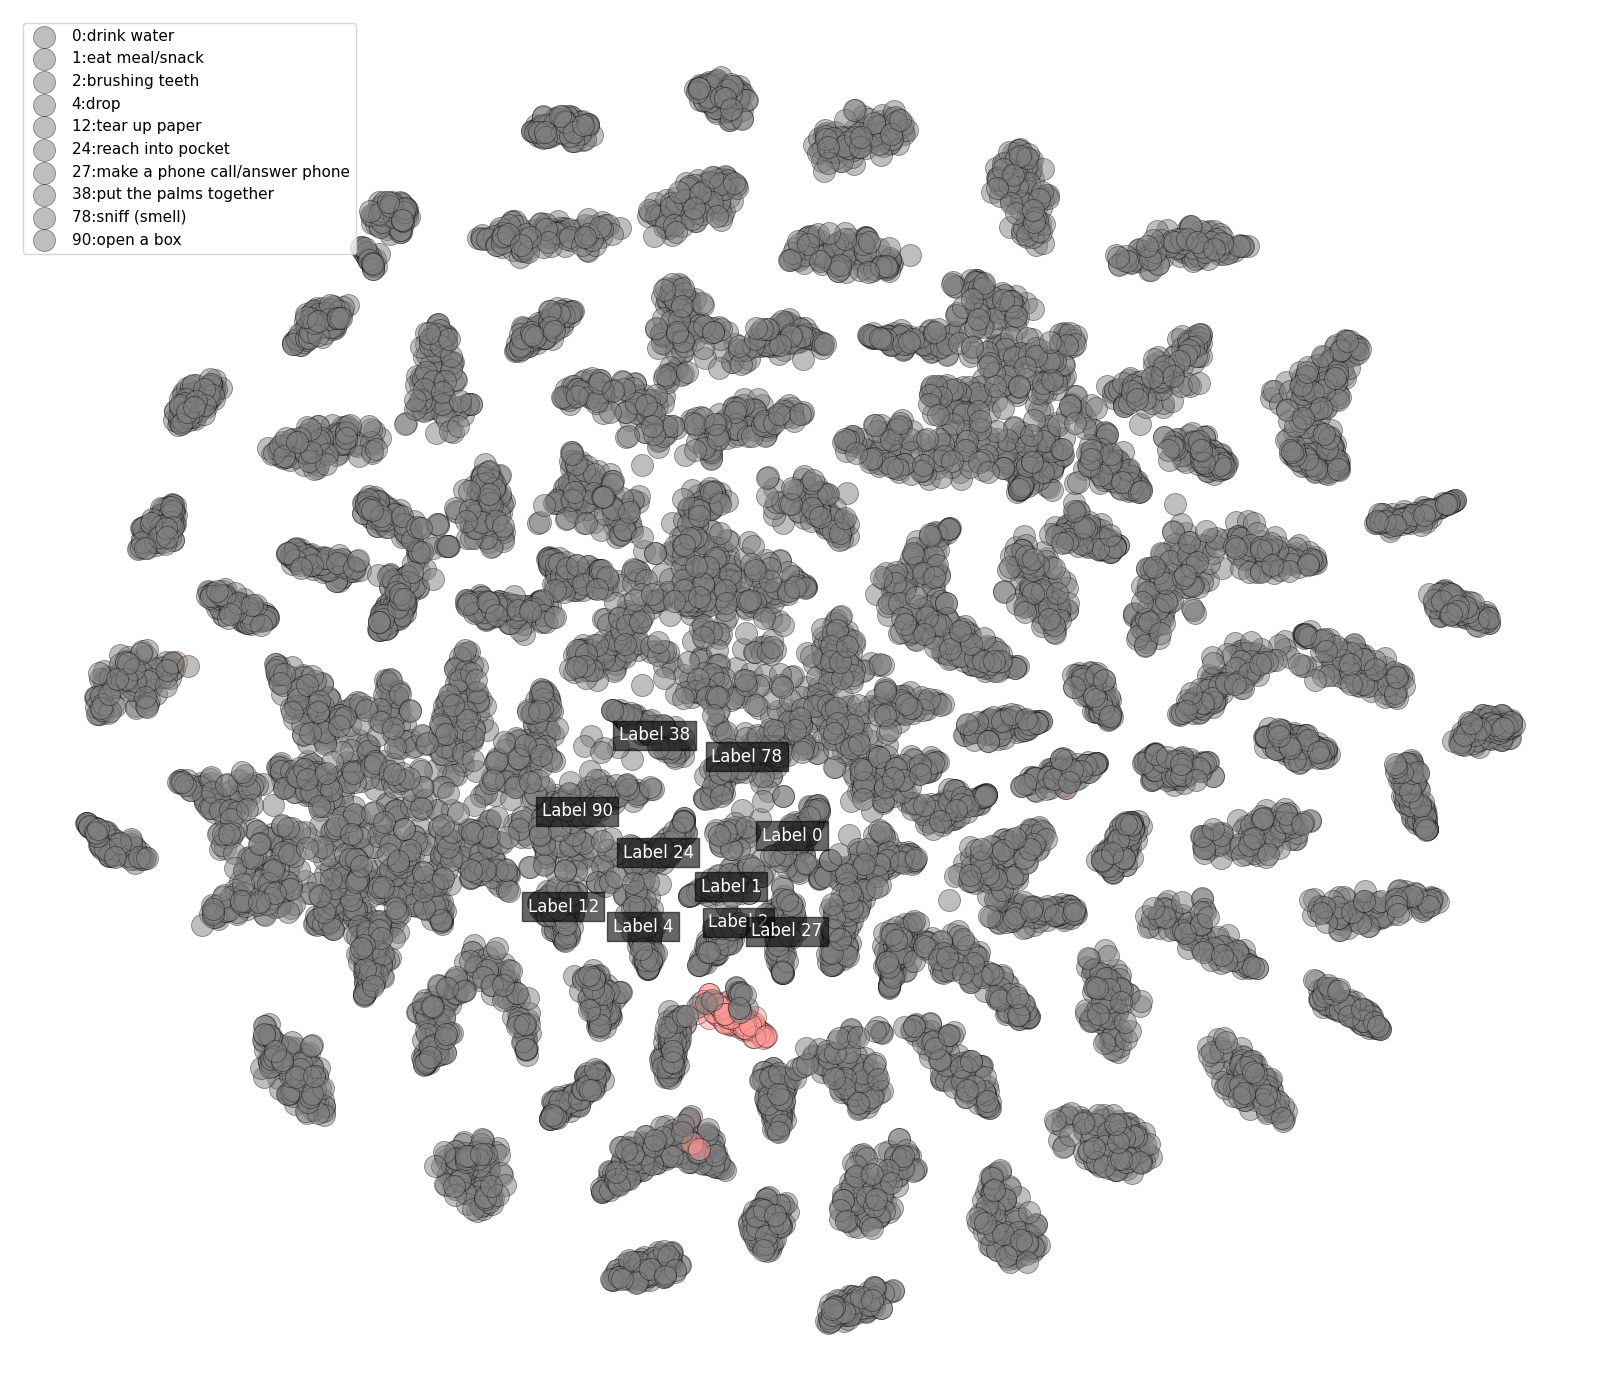 0:drink water
1:eat meal/snack
2:brushing teeth
4:drop
12:tear up paper
24:reach into pocket
27:make a phone call/answer phone
38:put the palms together
78:sniff (smell)
90:open a box
Label 38
Label 78
Label 90
Label 0
Label 24
Label 1
Label 12
Label 2
Label 4
Label 27